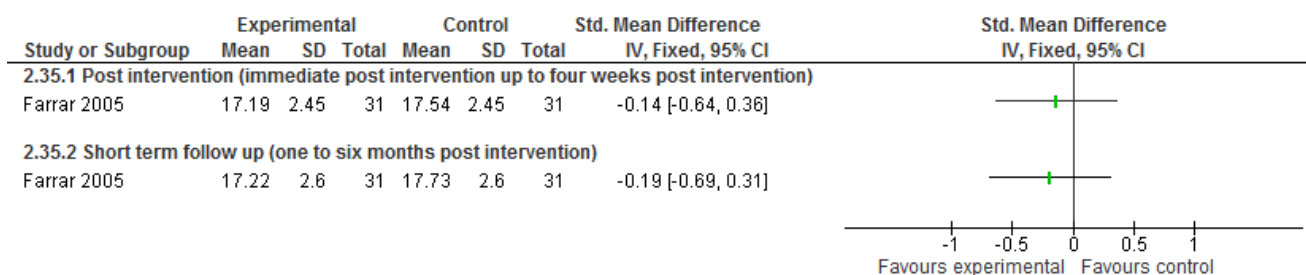 Experimental Control Std. Mean Difference Std. Mean Difference
Study or Subgroup Mean SD Total Mean SD Total IV, Fixed, 95% CI IV, Fixed, 95% CI
2.35.1 Post intervention (immediate post intervention up to four weeks post intervention)
Farrar 2005 17.19 2.45 31 17.54 2.45 31 -0.14 [-0.64, 0.36]
2.35.2 Short term follow up (one to six months post intervention)
Farrar 2005 17.22 2.6 31 17.73 2.6 31 -0.19 [-0.69, 0.31]
-1 -0.5 0 0.5 1
Favours experimental Favours control